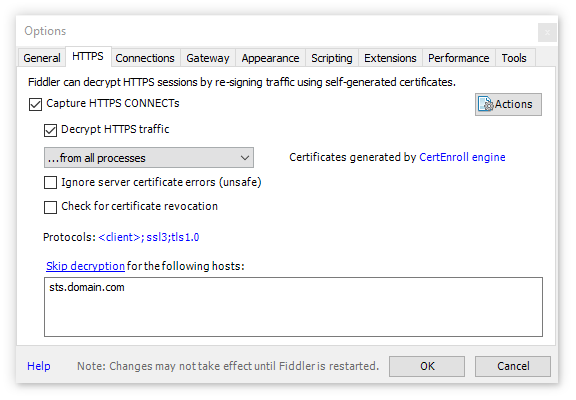 Options
General HTTPS Connections Gateway Appearance Scripting Extensions Performance Tools
Fiddler can decrypt HTTPS sessions by re-signing traffic using self-generated certificates.
Capture HTTPS CONNECTs
Actions
Decrypt HTTPS traffic
...from all processes
Certificates generated by CertEnroll engine
Ignore server certificate errors (unsafe)
Check for certificate revocation
Protocols: <client>; ssl3;tls1.0
Skip decryption for the following hosts:
sts.domain.com
Help Note: Changes may not take effect until Fiddler is restarted. OK Cancel